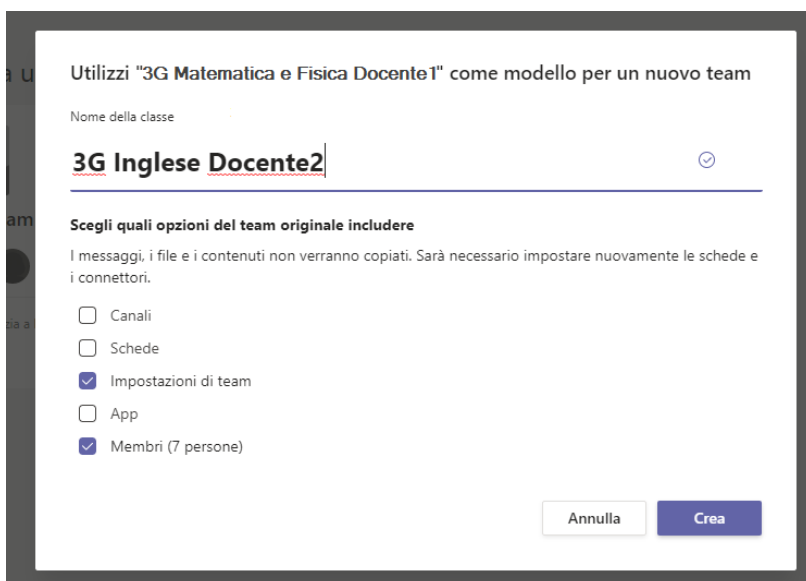 a u
Utilizzi "3G Matematica e Fisica Docente1" come modello per un nuovo team
Nome della classe
3G Inglese Docente2
am
Scegli quali opzioni del team originale includere
I messaggi, i file e i contenuti non verranno copiati. Sarà necessario impostare nuovamente le schede e
i connettori.
Canali
zia a
Schede
Impostazioni di team
App
Membri (7 persone)
Annulla
Crea